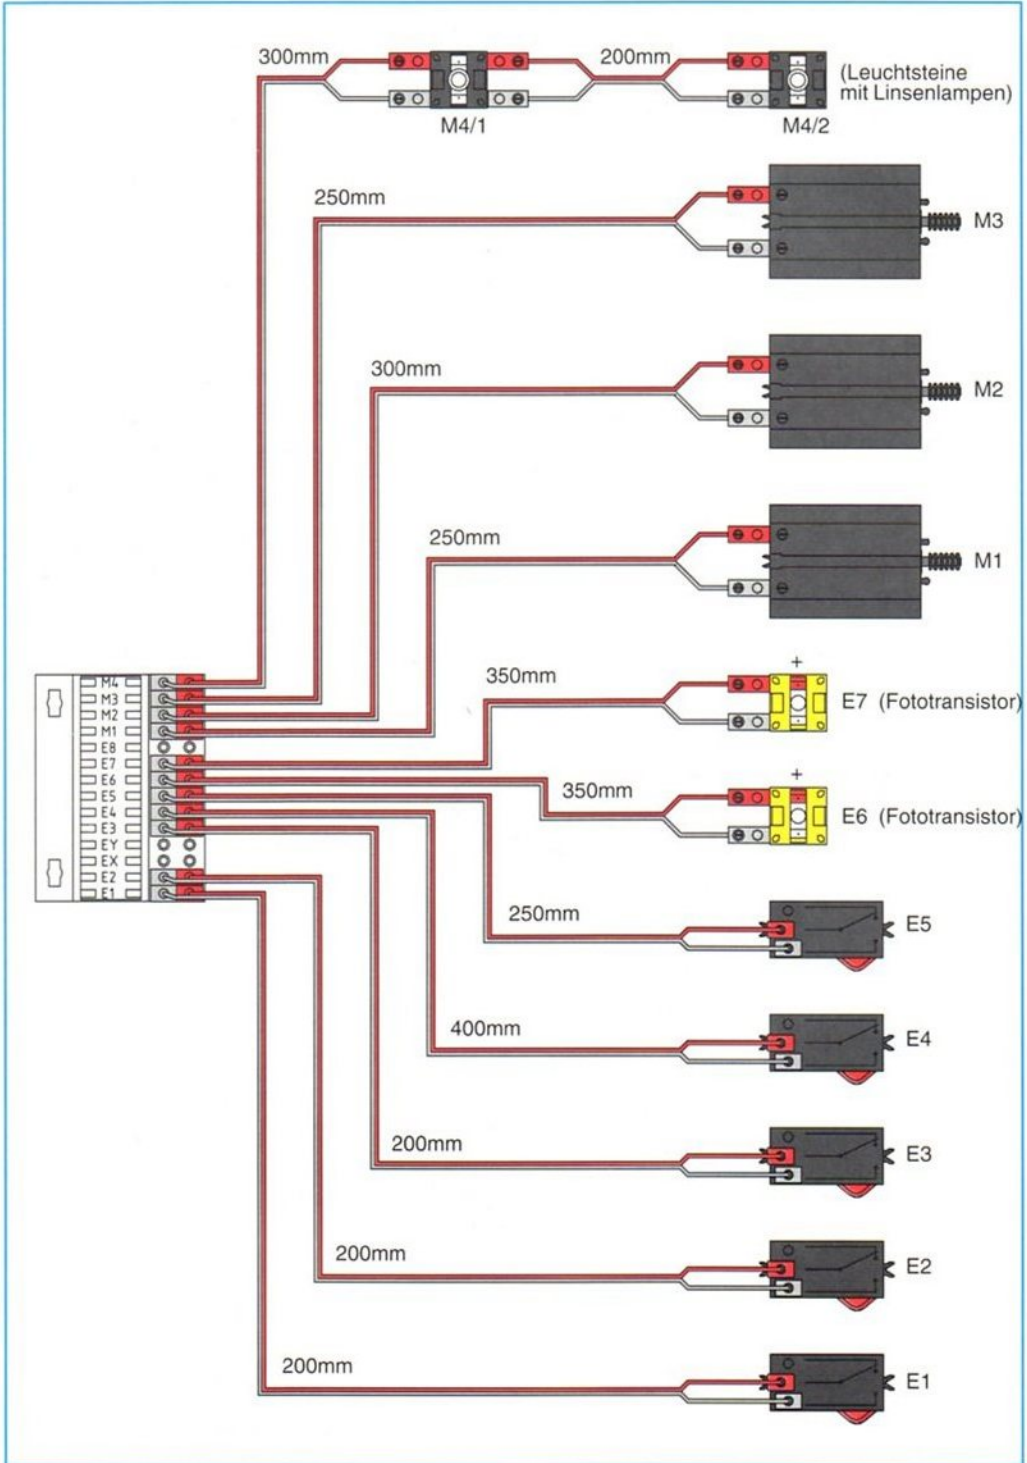 300mm
200mm
(Leuchtsteine
mit Linsenlampen)
M4/1
M4/2
250mm
M3
300mm
M2
250mm
M1
+
350mm
E7 (Fototransistor)
+
350mm
E6 (Fototransistor)
M4
M3
M2
M1
E8
E7
E6
E5
E4
E3
EY
EX
E2
E1
250mm
E5
400mm
E4
200mm
E3
200mm
E2
200mm
E1